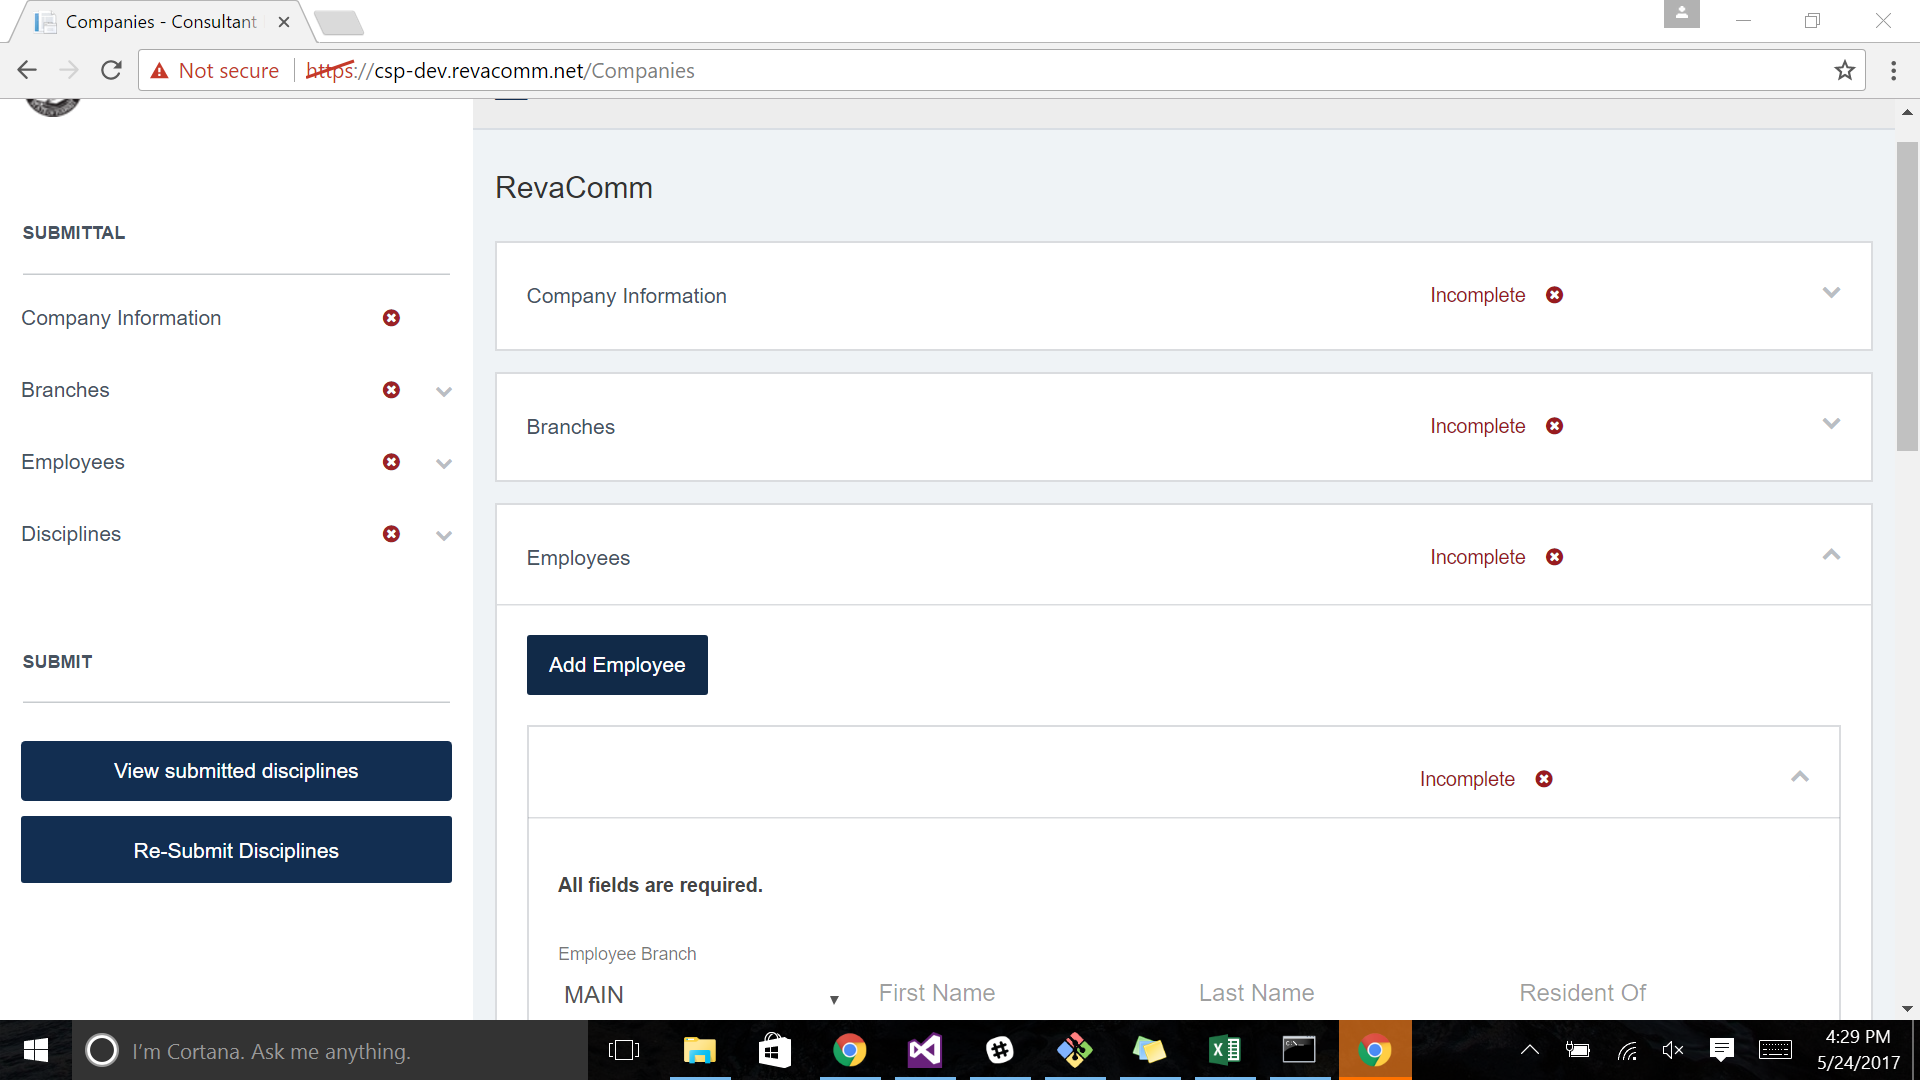 Companies - Consultant
Not secure https://csp-dev.revacomm.net/Companies
SUBMITTAL
Company Information
Branches
Employees
Disciplines
SUBMIT
View submitted disciplines
Re-Submit Disciplines
RevaComm
Company Information Incomplete
Branches Incomplete
Employees Incomplete
Add Employee
Incomplete
All fields are required.
Employee Branch
MAIN First Name Last Name Resident Of
I'm Cortana. Ask me anything.
4:29 PM
5/24/2017